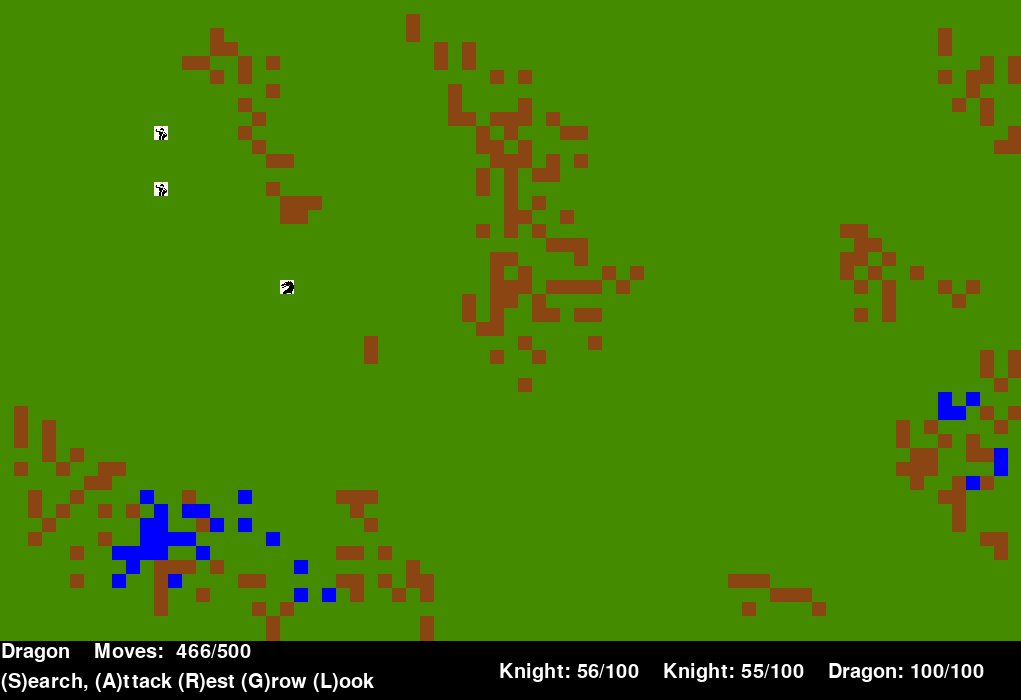 Dragon Moves: 466/500
(S)earch, (A)ttack (R)est (G)row (L)ook
Knight: 56/100 Knight: 55/100 Dragon: 100/100